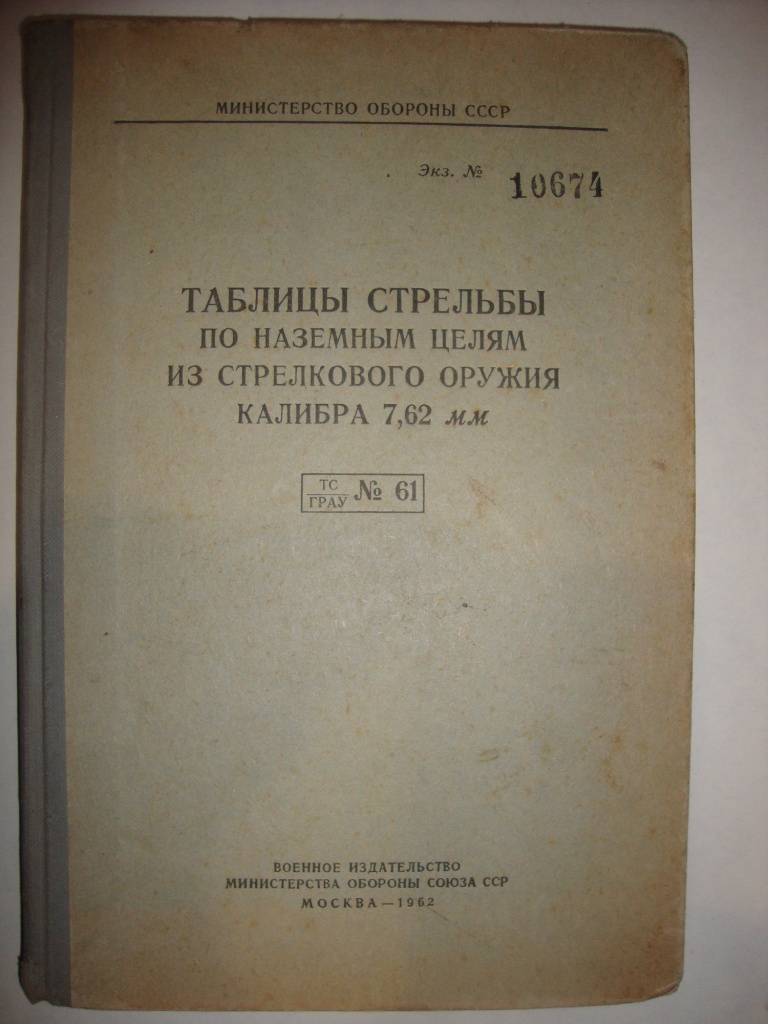 МИНИСТЕРСТВО ОБОРОНЫ СССР
Экз. № 10674
ТАБЛИЦЫ СТРЕЛЬБЫ
ПО НАЗЕМНЫМ ЦЕЛЯМ
ИЗ СТРЕЛКОВОГО ОРУЖИЯ
КАЛИБРА 7,62 мм
ТС
ГРАУ № 61
ВОЕННОЕ ИЗДАТЕЛЬСТВО
МИНИСТЕРСТВА ОБОРОНЫ СОЮЗА ССР
МОСКВА—1962